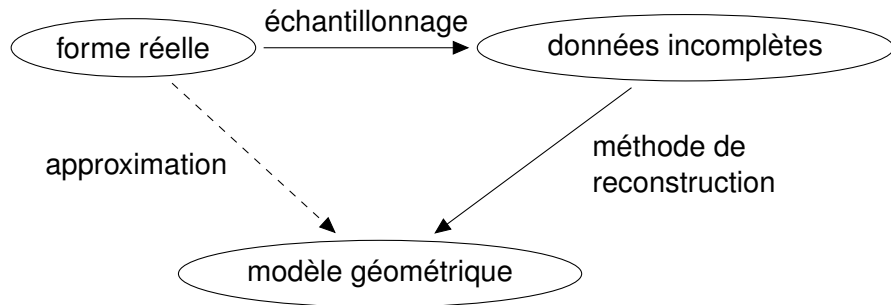 échantillonnage
forme réelle
données incomplètes
approximation
méthode de
reconstruction
modèle géométrique